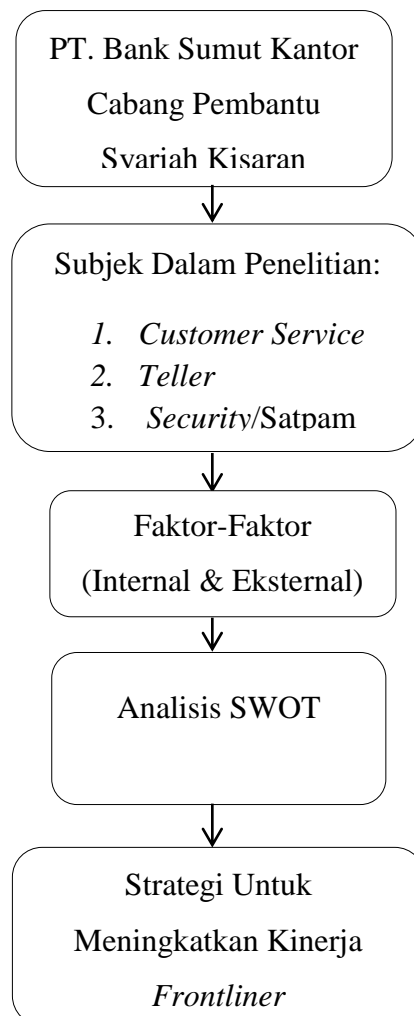 PT. Bank Sumut Kantor
Cabang Pembantu
Syariah Kisaran
Subjek Dalam Penelitian:
1. Customer Service
2. Teller
3. Security/Satpam
Faktor-Faktor
(Internal & Eksternal)
Analisis SWOT
Strategi Untuk
Meningkatkan Kinerja
Frontliner